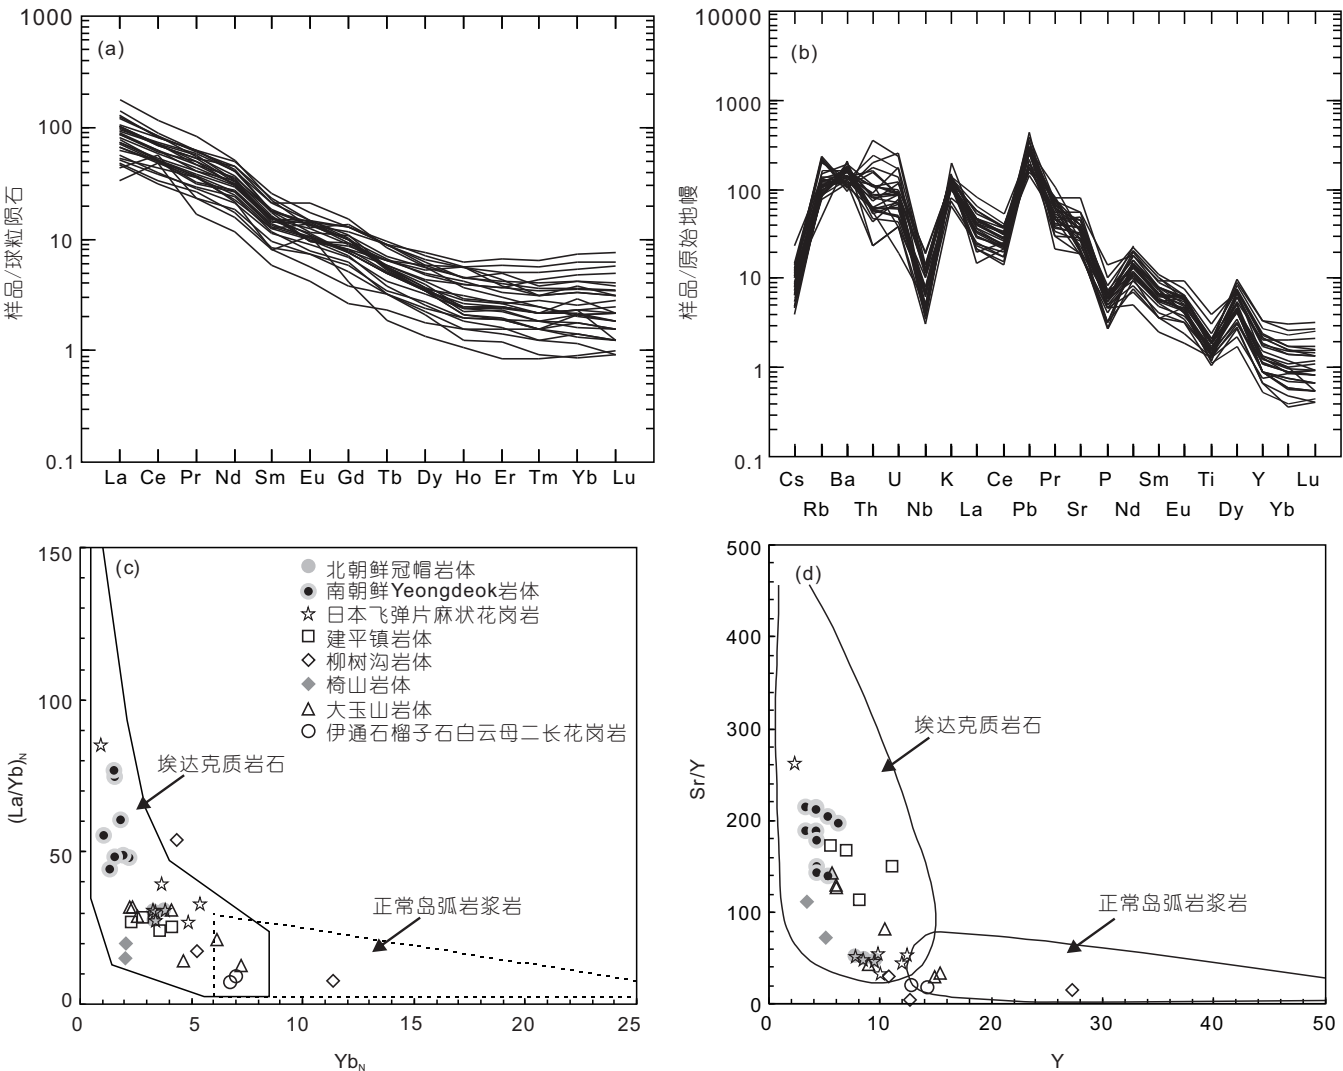 (a)
样品/球粒陨石
1000
100
10
1
0.1
La Ce Pr Nd Sm Eu Gd Tb Dy Ho Er Tm Yb Lu
(b)
样品/原始地幔
10000
1000
100
10
1
0.1
Cs Ba U K Ce Pr P Sm Ti Y Lu
Rb Th Nb La Pb Sr Nd Eu Dy Yb
(c)
(La/Yb)N
150
100
50
0
北朝鲜冠帽岩体
南朝鲜Yeongdeok岩体
日本飞弹片麻状花岗岩
建平镇岩体
柳树沟岩体
椅山岩体
大玉山岩体
伊通石榴子石白云母二长花岗岩
埃达克质岩石
正常岛弧岩浆岩
0 5 10 15 20 25
YbN
(d)
Sr/Y
500
400
300
200
100
0
埃达克质岩石
正常岛弧岩浆岩
0 10 20 30 40 50
Y